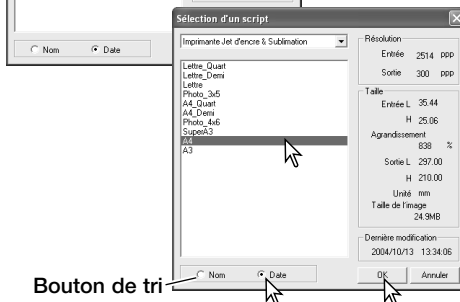 Nom Date
Sélection d'un script
Imprimante Jet d'encre & Sublimation
Lettre_Quart
Lettre_Demi
Lettre
Photo_3x5
A4_Quart
A4_Demi
Photo_4x6
SuperA3
A4
A3
Résolution
Entrée 2514 ppp
Sortie 300 ppp
Taille
Entrée L 35.44
H 25.06
Agrandissement
838 %
Sortie L 297.00
H 210.00
Unité mm
Taille de l'image
24.9MB
Dernière modification
2004/10/13 13:34:06
Bouton de tri
Nom Date
OK Annuler